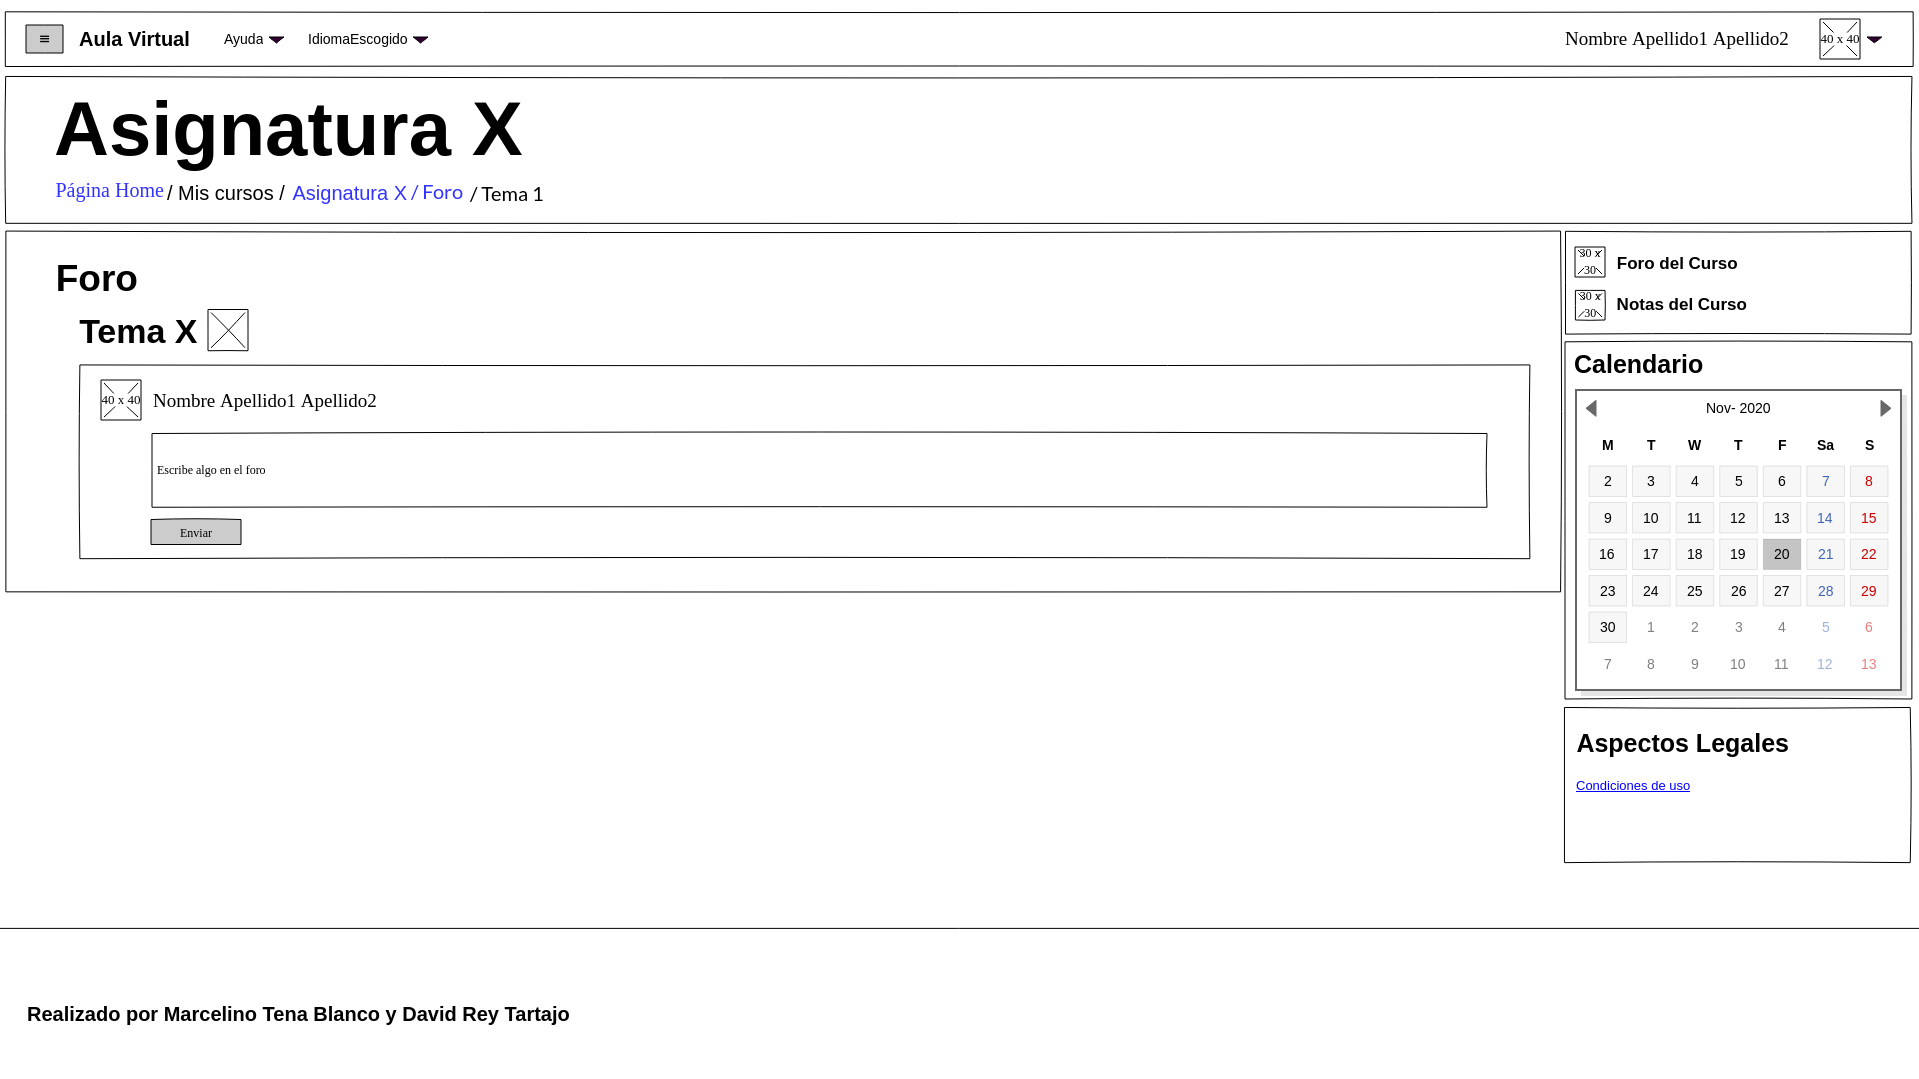 ≡ Aula Virtual Ayuda IdiomaEscogido Nombre Apellido1 Apellido2 40 x 40
Asignatura X
Página Home / Mis cursos / Asignatura X / Foro / Tema 1
Foro
Tema X
40 x 40 Nombre Apellido1 Apellido2
Escribe algo en el foro
Enviar
30 x 30 Foro del Curso
30 x 30 Notas del Curso
Calendario
Nov- 2020
M T W T F Sa S
2 3 4 5 6 7 8
9 10 11 12 13 14 15
16 17 18 19 20 21 22
23 24 25 26 27 28 29
30 1 2 3 4 5 6
7 8 9 10 11 12 13
Aspectos Legales
Condiciones de uso
Realizado por Marcelino Tena Blanco y David Rey Tartajo